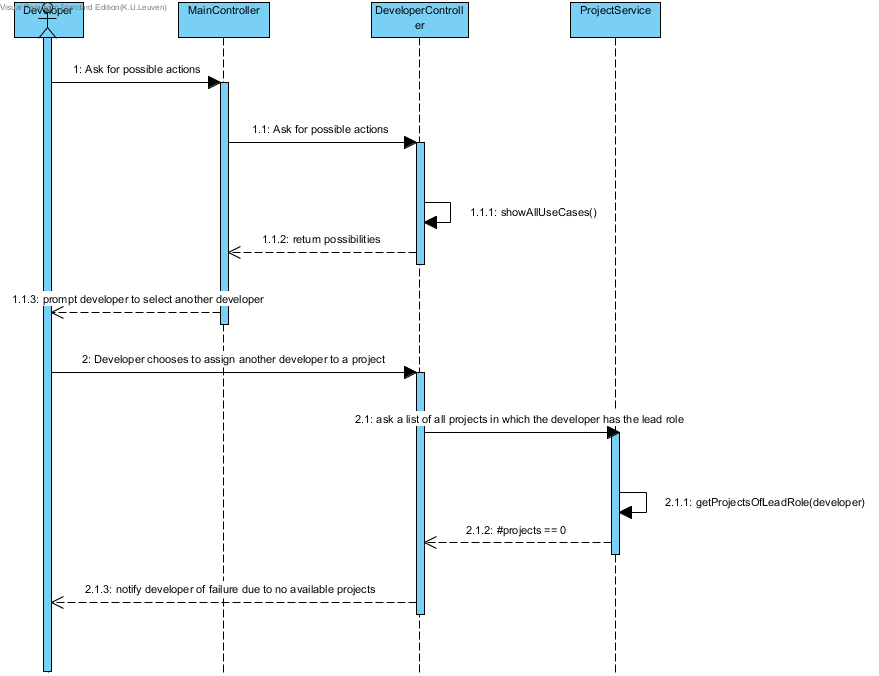 Visual Paradigm Standard Edition(K.U.Leuven)
Developer
MainController
DeveloperControll
er
ProjectService
1: Ask for possible actions
1.1: Ask for possible actions
1.1.1: showAllUseCases()
1.1.2: return possibilities
1.1.3: prompt developer to select another developer
2: Developer chooses to assign another developer to a project
2.1: ask a list of all projects in which the developer has the lead role
2.1.1: getProjectsOfLeadRole(developer)
2.1.2: #projects == 0
2.1.3: notify developer of failure due to no available projects